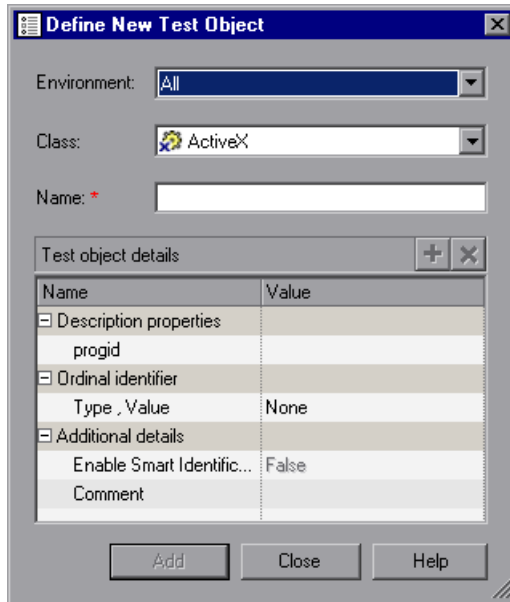 Define New Test Object
Environment: All
Class: ActiveX
Name: *
Test object details
Name Value
Description properties
progid
Ordinal identifier
Type , Value None
Additional details
Enable Smart Identific... False
Comment
Add Close Help